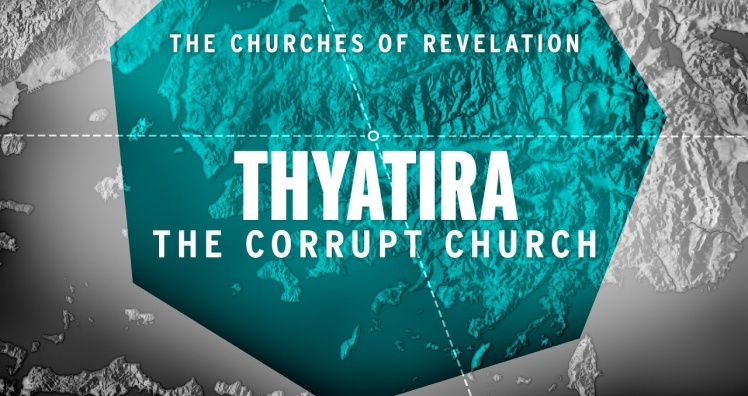 THE CHURCHES OF REVELATION
THYATIRA
THE CORRUPT CHURCH